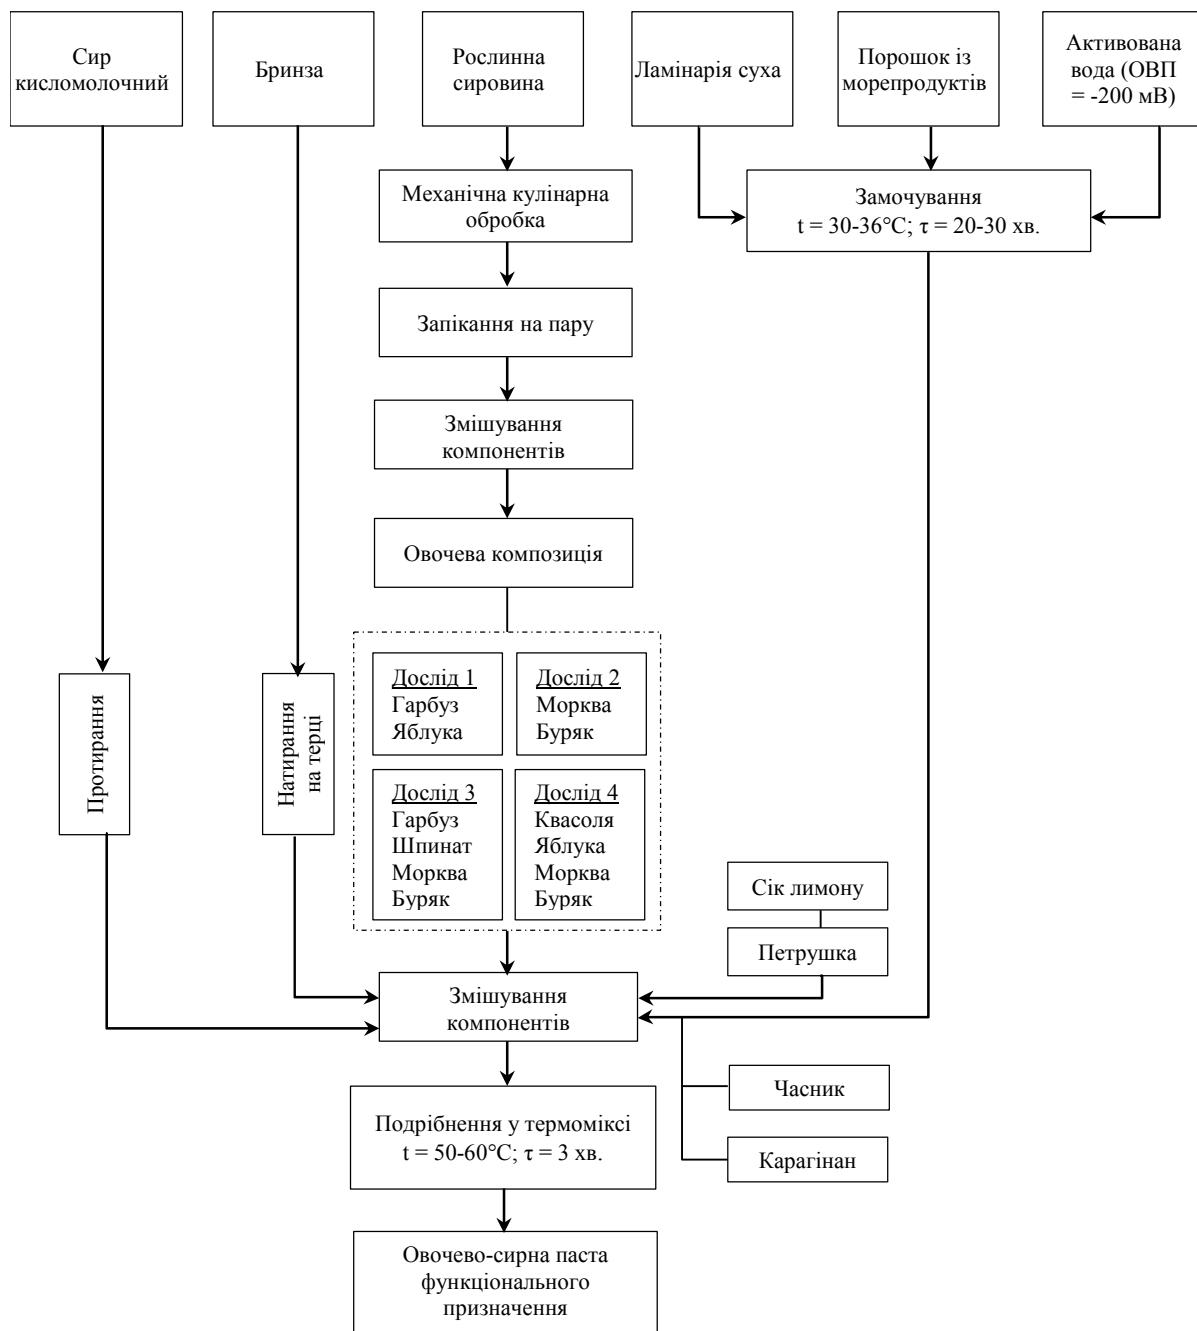 Сир
кисломолочний
Бринза
Рослинна
сировина
Ламінарія суха
Порошок із
морепродуктів
Активована
вода (ОВП
= -200 мВ)
Механічна кулінарна
обробка
Замочування
t = 30-36°С; τ = 20-30 хв.
Запікання на пару
Змішування
компонентів
Овочева композиція
Протирання
Натирання
на терці
Дослід 1
Гарбуз
Яблука
Дослід 2
Морква
Буряк
Дослід 3
Гарбуз
Шпинат
Морква
Буряк
Дослід 4
Квасоля
Яблука
Морква
Буряк
Сік лимону
Петрушка
Змішування
компонентів
Часник
Карагінан
Подрібнення у термоміксі
t = 50-60°С; τ = 3 хв.
Овочево-сирна паста
функціонального
призначення